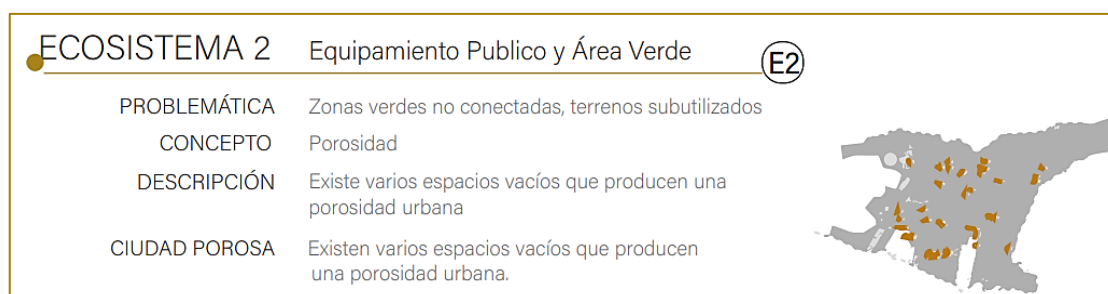 ECOSISTEMA 2 Equipamiento Publico y Área Verde E2
PROBLEMÁTICA Zonas verdes no conectadas, terrenos subutilizados
CONCEPTO Porosidad
DESCRIPCIÓN Existe varios espacios vacíos que producen una
porosidad urbana
CIUDAD POROSA Existen varios espacios vacíos que producen
una porosidad urbana.